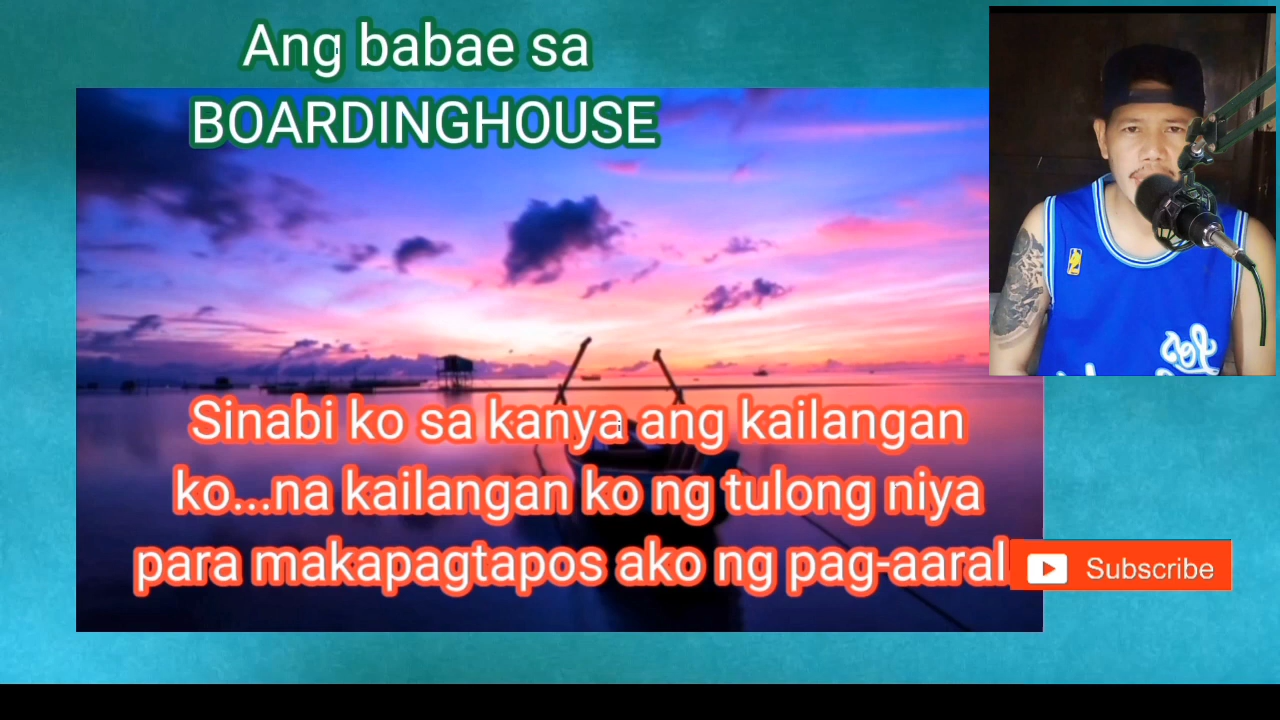 Ang babae sa
BOARDINGHOUSE
Sinabi ko sa kanya ang kailangan
ko...na kailangan ko ng tulong niya
para makapagtapos ako ng pag-aaral
Subscribe